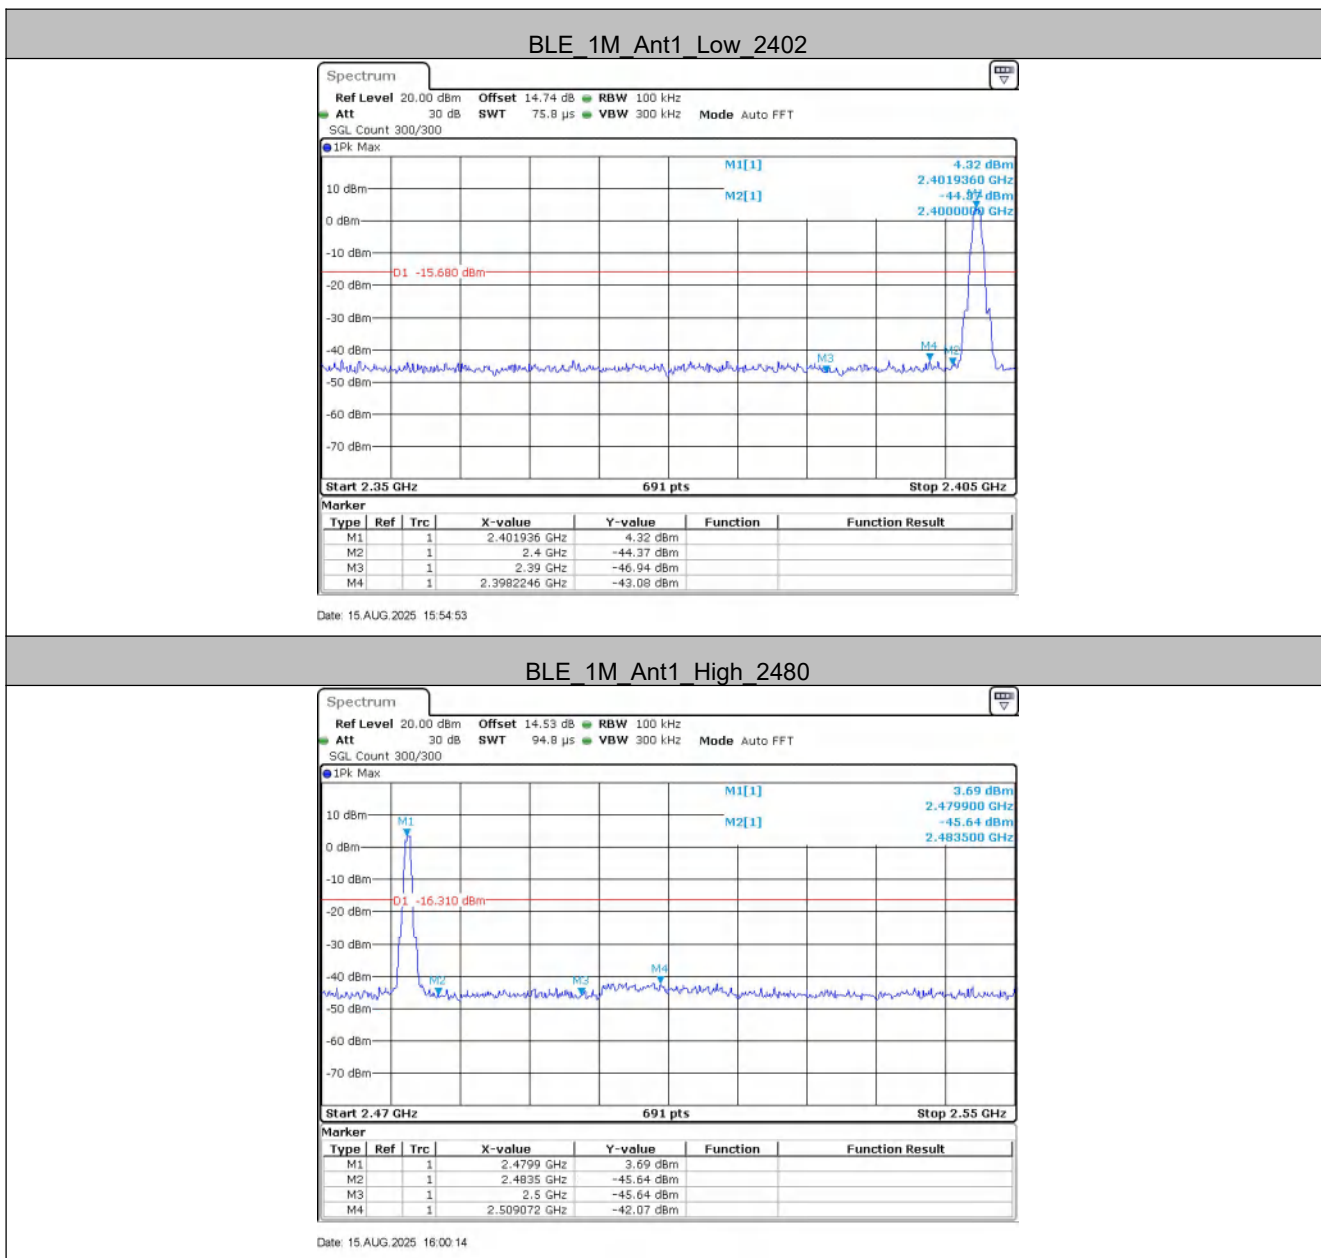 BLE_1M_Ant1_Low_2402
Spectrum
Ref Level 20.00 dBm Offset 14.74 dB RBW 100 kHz
Att 30 dB SWT 75.8 µs VBW 300 kHz Mode Auto FFT
SGL Count 300/300
1Pk Max
M1[1] 4.32 dBm
2.4019360 GHz
10 dBm
M2[1] -44.37 dBm
2.4000000 GHz
M1
0 dBm
-10 dBm
D1 -15.680 dBm
-20 dBm
-30 dBm
-40 dBm
M3 M4 M2
-50 dBm
-60 dBm
-70 dBm
Start 2.35 GHz 691 pts Stop 2.405 GHz
Marker
Type Ref Trc X-value Y-value Function Function Result
M1 1 2.401936 GHz 4.32 dBm
M2 1 2.4 GHz -44.37 dBm
M3 1 2.39 GHz -46.94 dBm
M4 1 2.3982246 GHz -43.08 dBm
Date: 15.AUG.2025 15:54:53
BLE_1M_Ant1_High_2480
Spectrum
Ref Level 20.00 dBm Offset 14.53 dB RBW 100 kHz
Att 30 dB SWT 94.8 µs VBW 300 kHz Mode Auto FFT
SGL Count 300/300
1Pk Max
M1[1] 3.69 dBm
2.479900 GHz
10 dBm
M1
M2[1] -45.64 dBm
2.483500 GHz
0 dBm
-10 dBm
D1 -16.310 dBm
-20 dBm
-30 dBm
-40 dBm
M2 M3 M4
-50 dBm
-60 dBm
-70 dBm
Start 2.47 GHz 691 pts Stop 2.55 GHz
Marker
Type Ref Trc X-value Y-value Function Function Result
M1 1 2.4799 GHz 3.69 dBm
M2 1 2.4835 GHz -45.64 dBm
M3 1 2.5 GHz -45.64 dBm
M4 1 2.509072 GHz -42.07 dBm
Date: 15.AUG.2025 16:00:14